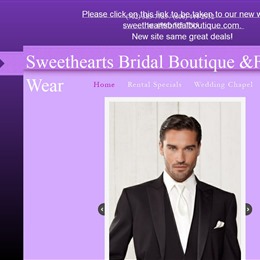 Please click on this link to be taken to our new w
sweetheartsbridalboutique.com.
New site same great deals!
Sweethearts Bridal Boutique &F
Wear
Home Rental Specials Wedding Chapel